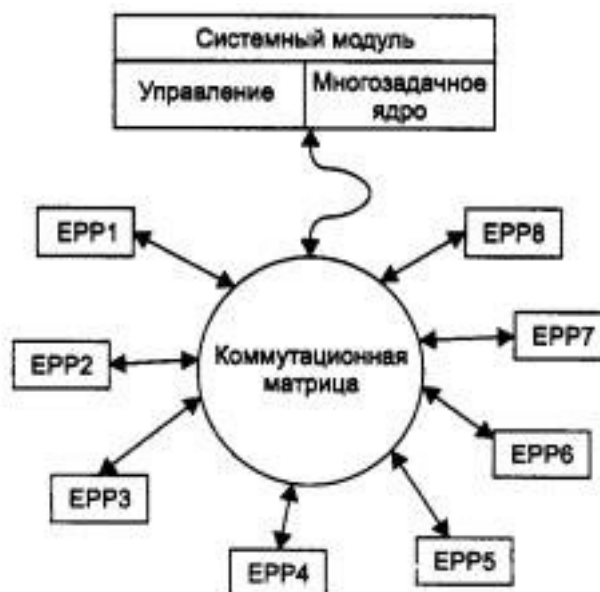 Системный модуль
Управление
Многозадачное
ядро
EPP1
EPP8
EPP2
Коммутационная
матрица
EPP7
EPP3
EPP6
EPP4
EPP5